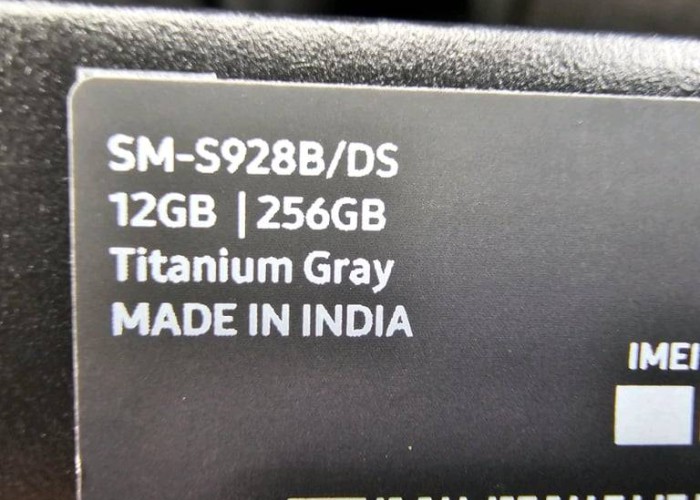 SM-S928B/DS
12GB | 256GB
Titanium Gray
MADE IN INDIA
IMEI